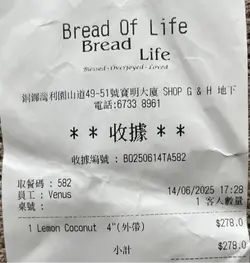 Bread Of Life
Bread
Life
Blessed·Overjoyed·Loved
銅鑼灣利園山道49-51號寶明大廈 SHOP G & H 地下
電話:6733 8961
** 收據 **
收據編號 : B0250614TA582
取餐碼 : 582
員工 : Venus 14/06/2025 17:28
桌號 : 1 客人數量
1 Lemon Coconut 4"(外帶) $278.0
小計 $278.0